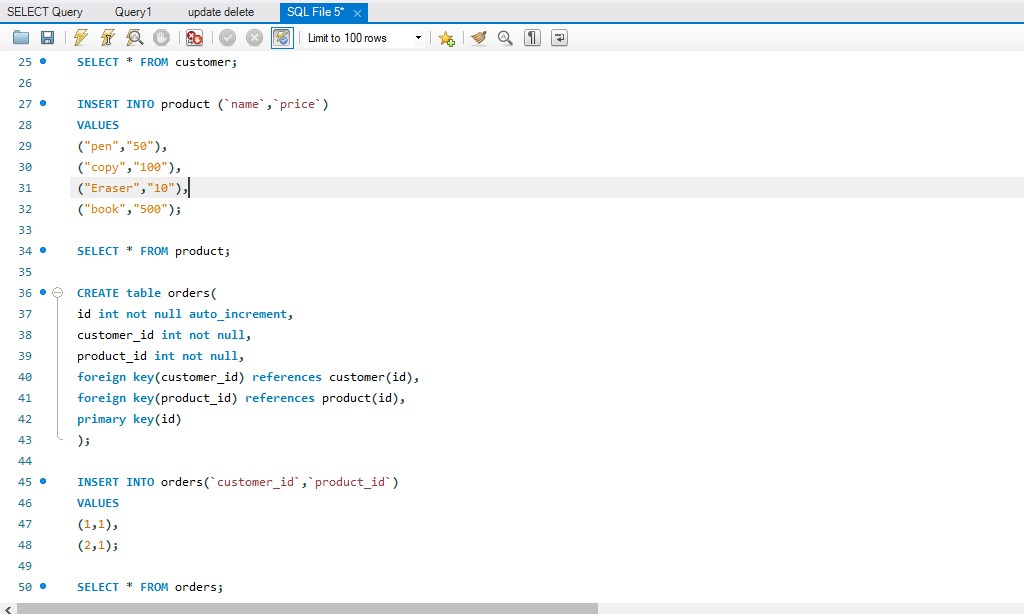 SELECT Query Query1 update delete SQL File 5*
Limit to 100 rows
25 SELECT * FROM customer;
26
27 INSERT INTO product (`name`,`price`)
28 VALUES
29 ("pen","50"),
30 ("copy","100"),
31 ("Eraser","10"),
32 ("book","500");
33
34 SELECT * FROM product;
35
36 CREATE table orders(
37 id int not null auto_increment,
38 customer_id int not null,
39 product_id int not null,
40 foreign key(customer_id) references customer(id),
41 foreign key(product_id) references product(id),
42 primary key(id)
43 );
44
45 INSERT INTO orders(`customer_id`,`product_id`)
46 VALUES
47 (1,1),
48 (2,1);
49
50 SELECT * FROM orders;